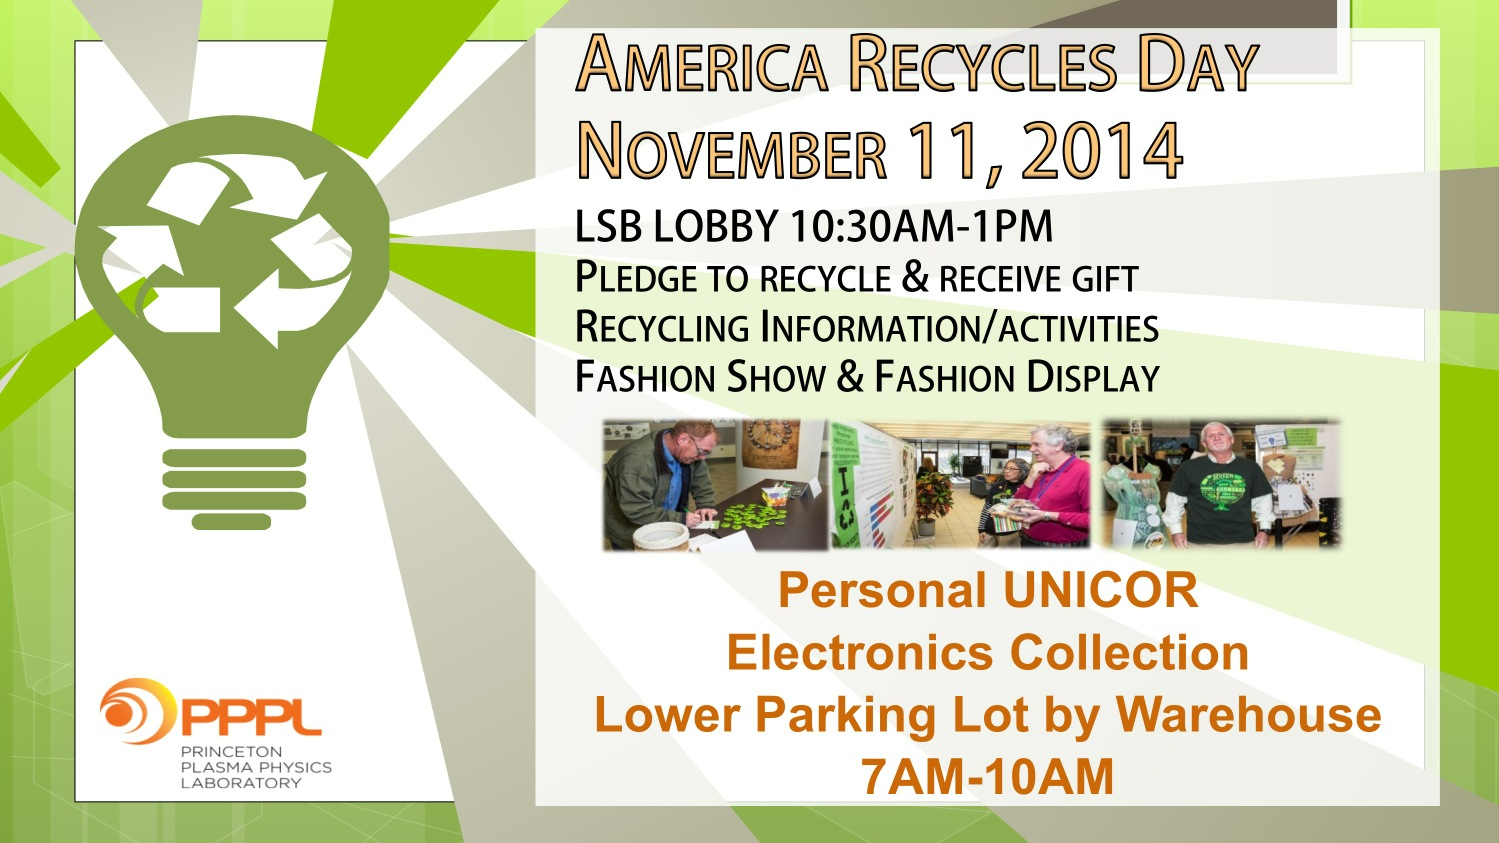 AMERICA RECYCLES DAY
NOVEMBER 11, 2014
LSB LOBBY 10:30AM-1PM
PLEDGE TO RECYCLE & RECEIVE GIFT
RECYCLING INFORMATION/ACTIVITIES
FASHION SHOW & FASHION DISPLAY
Personal UNICOR
Electronics Collection
Lower Parking Lot by Warehouse
7AM-10AM
PPPL
PRINCETON
PLASMA PHYSICS
LABORATORY